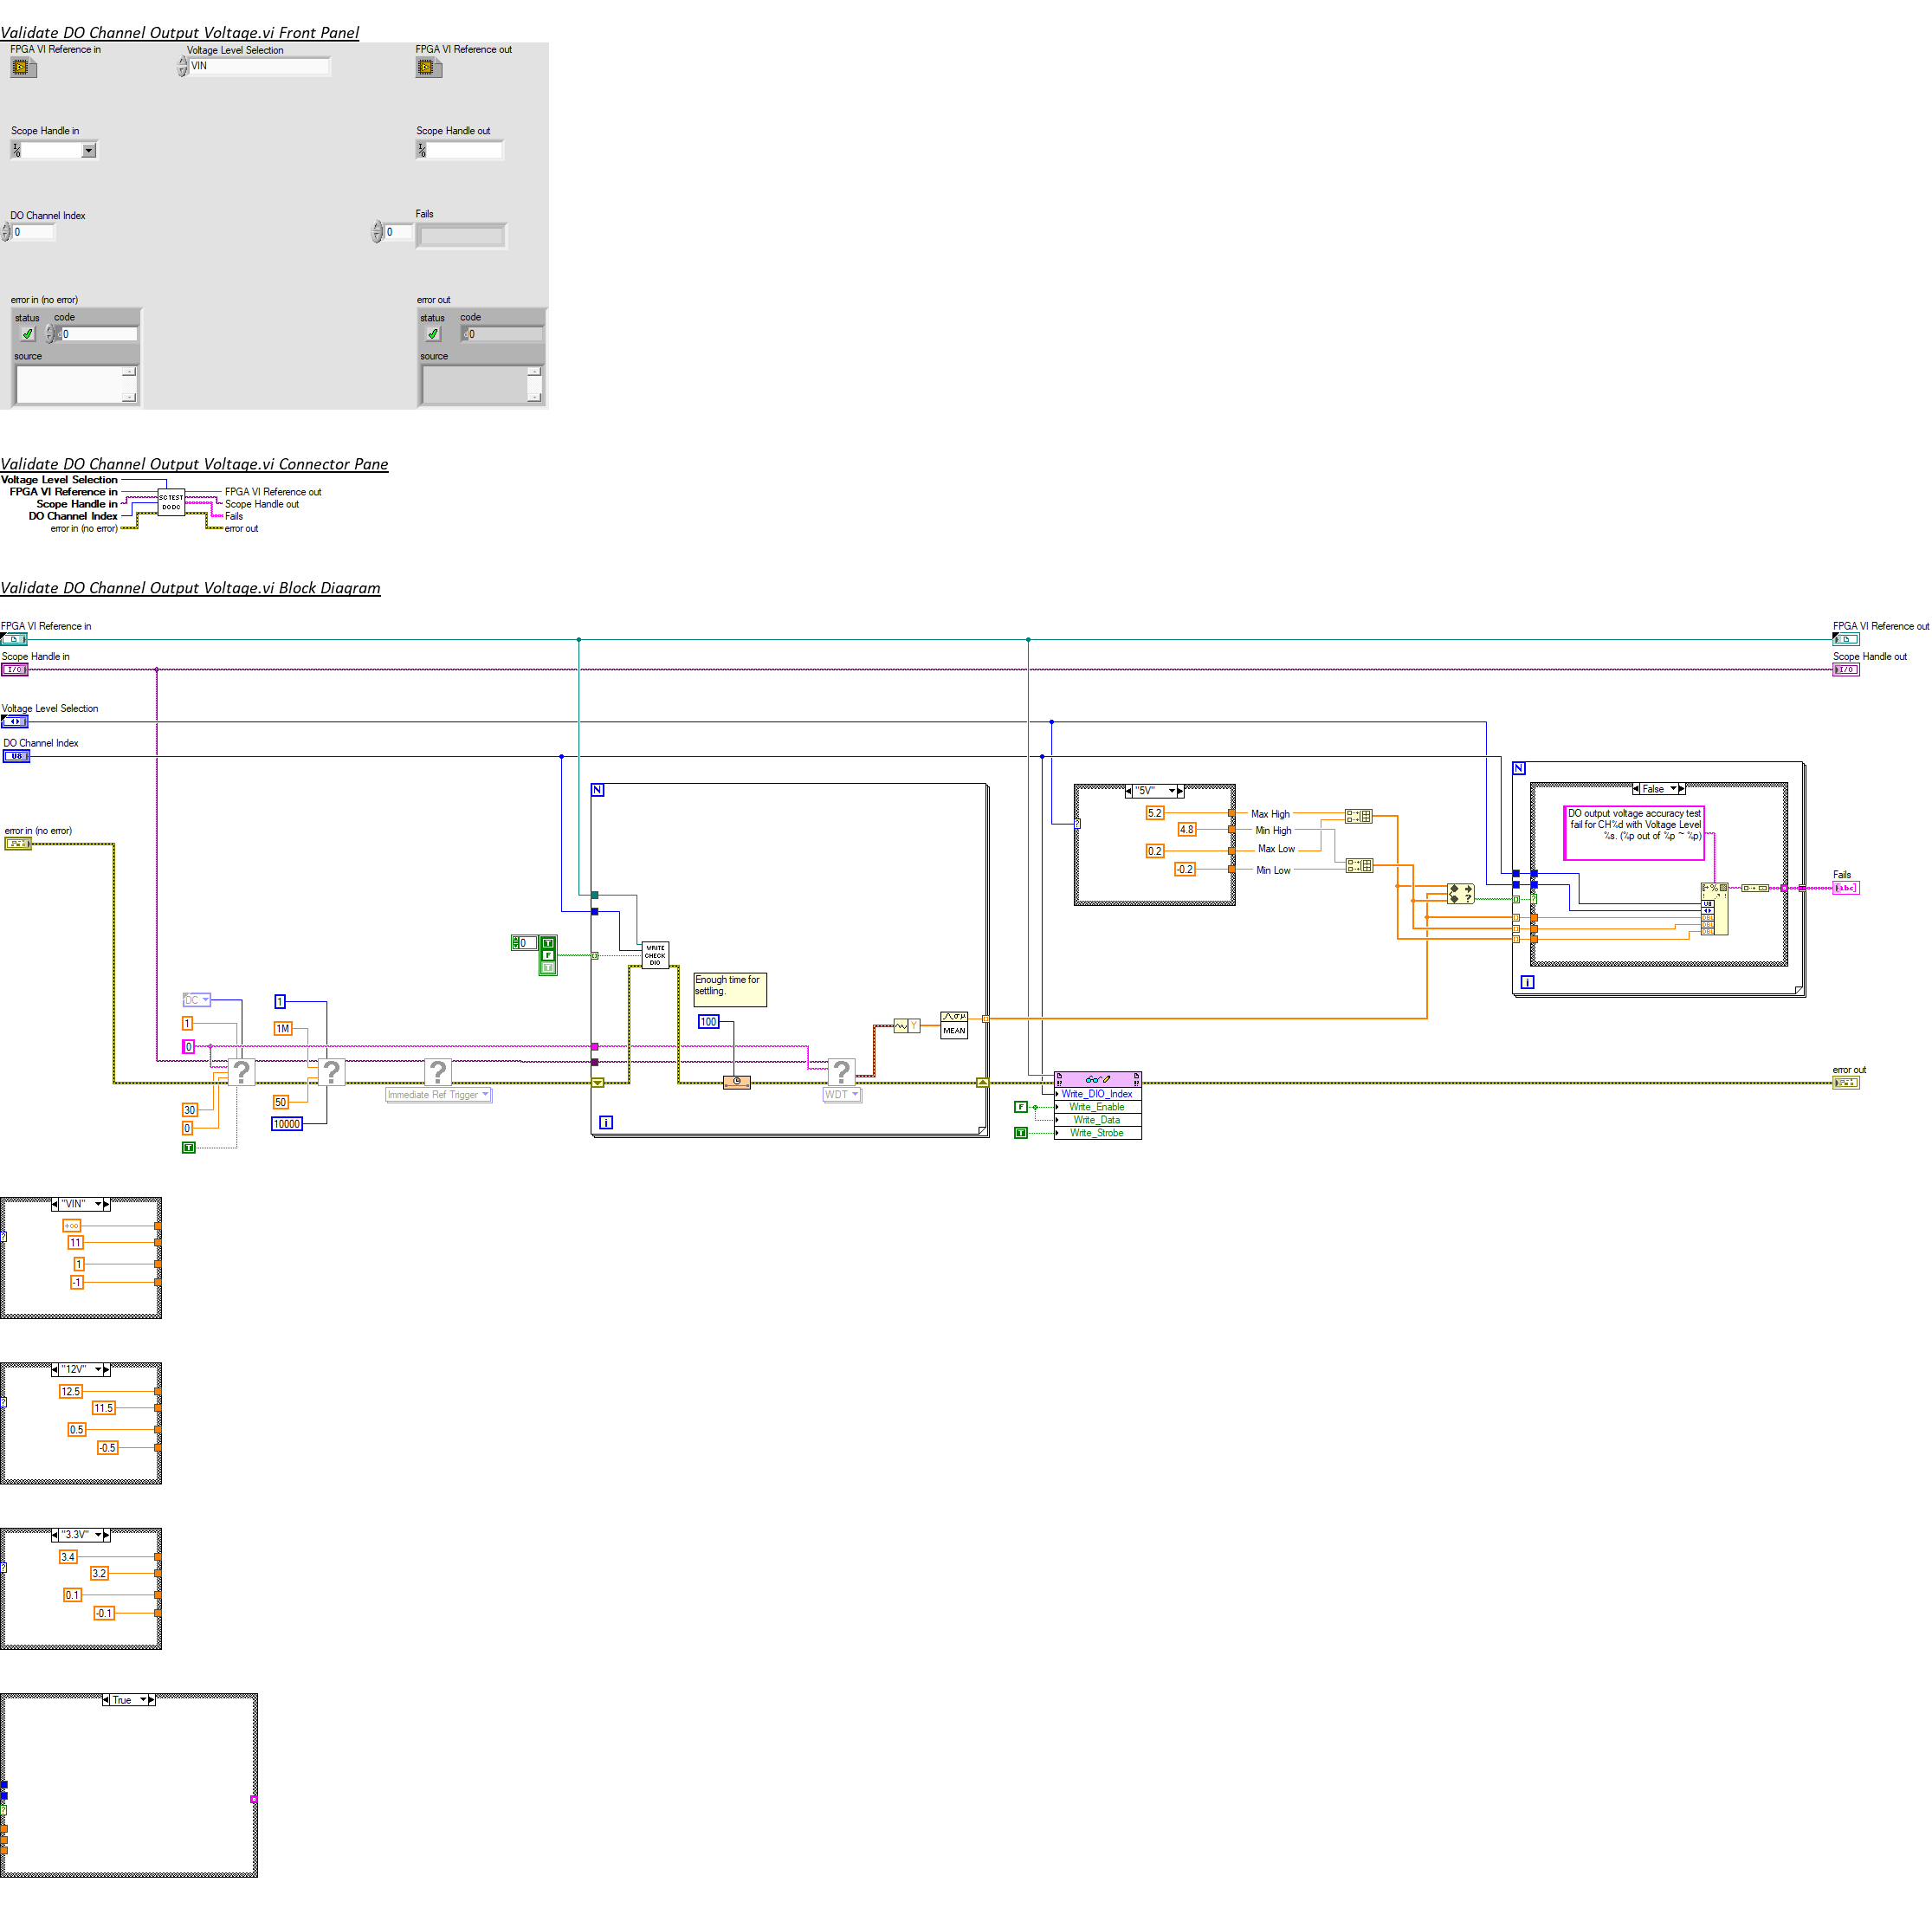 Validate DO Channel Output Voltage.vi Front Panel
FPGA VI Reference in
Voltage Level Selection
FPGA VI Reference out
VIN
Scope Handle in
Scope Handle out
I/O
I/O
DO Channel Index
Fails
0
0
error in (no error)
error out
status
code
status
code
0
0
source
source
Validate DO Channel Output Voltage.vi Connector Pane
Voltage Level Selection
FPGA VI Reference in
FPGA VI Reference out
Scope Handle in
Scope Handle out
DO Channel Index
Fails
error in (no error)
error out
SC TEST
DO DC
Validate DO Channel Output Voltage.vi Block Diagram
FPGA VI Reference in
FPGA VI Reference out
Scope Handle in
Scope Handle out
I/O
I/O
Voltage Level Selection
DO Channel Index
U8
N
N
"5V"
False
5.2
Max High
DO output voltage accuracy test
4.8
Min High
fail for CH%d with Voltage Level
0.2
Max Low
%s. (%p out of %p ~ %p)
-0.2
Min Low
error in (no error)
Fails
abc
?
U8
DBL
DBL
DBL
0
T
F
T
WRITE
CHECK
DIO
Enough time for
settling.
i
DC
1
1
1M
100
Y
MEAN
0
?
?
?
?
Immediate Ref Trigger
WDT
error out
30
50
0
10000
T
i
Write_DIO_Index
F
Write_Enable
Write_Data
T
Write_Strobe
"VIN"
+∞
?
11
1
-1
"12V"
12.5
?
11.5
0.5
-0.5
"3.3V"
3.4
?
3.2
0.1
-0.1
True
?